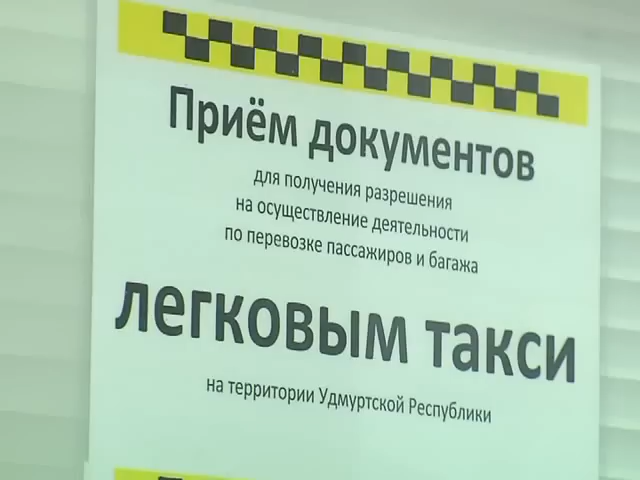 Приём документов
для получения разрешения
на осуществление деятельности
по перевозке пассажиров и багажа
легковым такси
на территории Удмуртской Республики